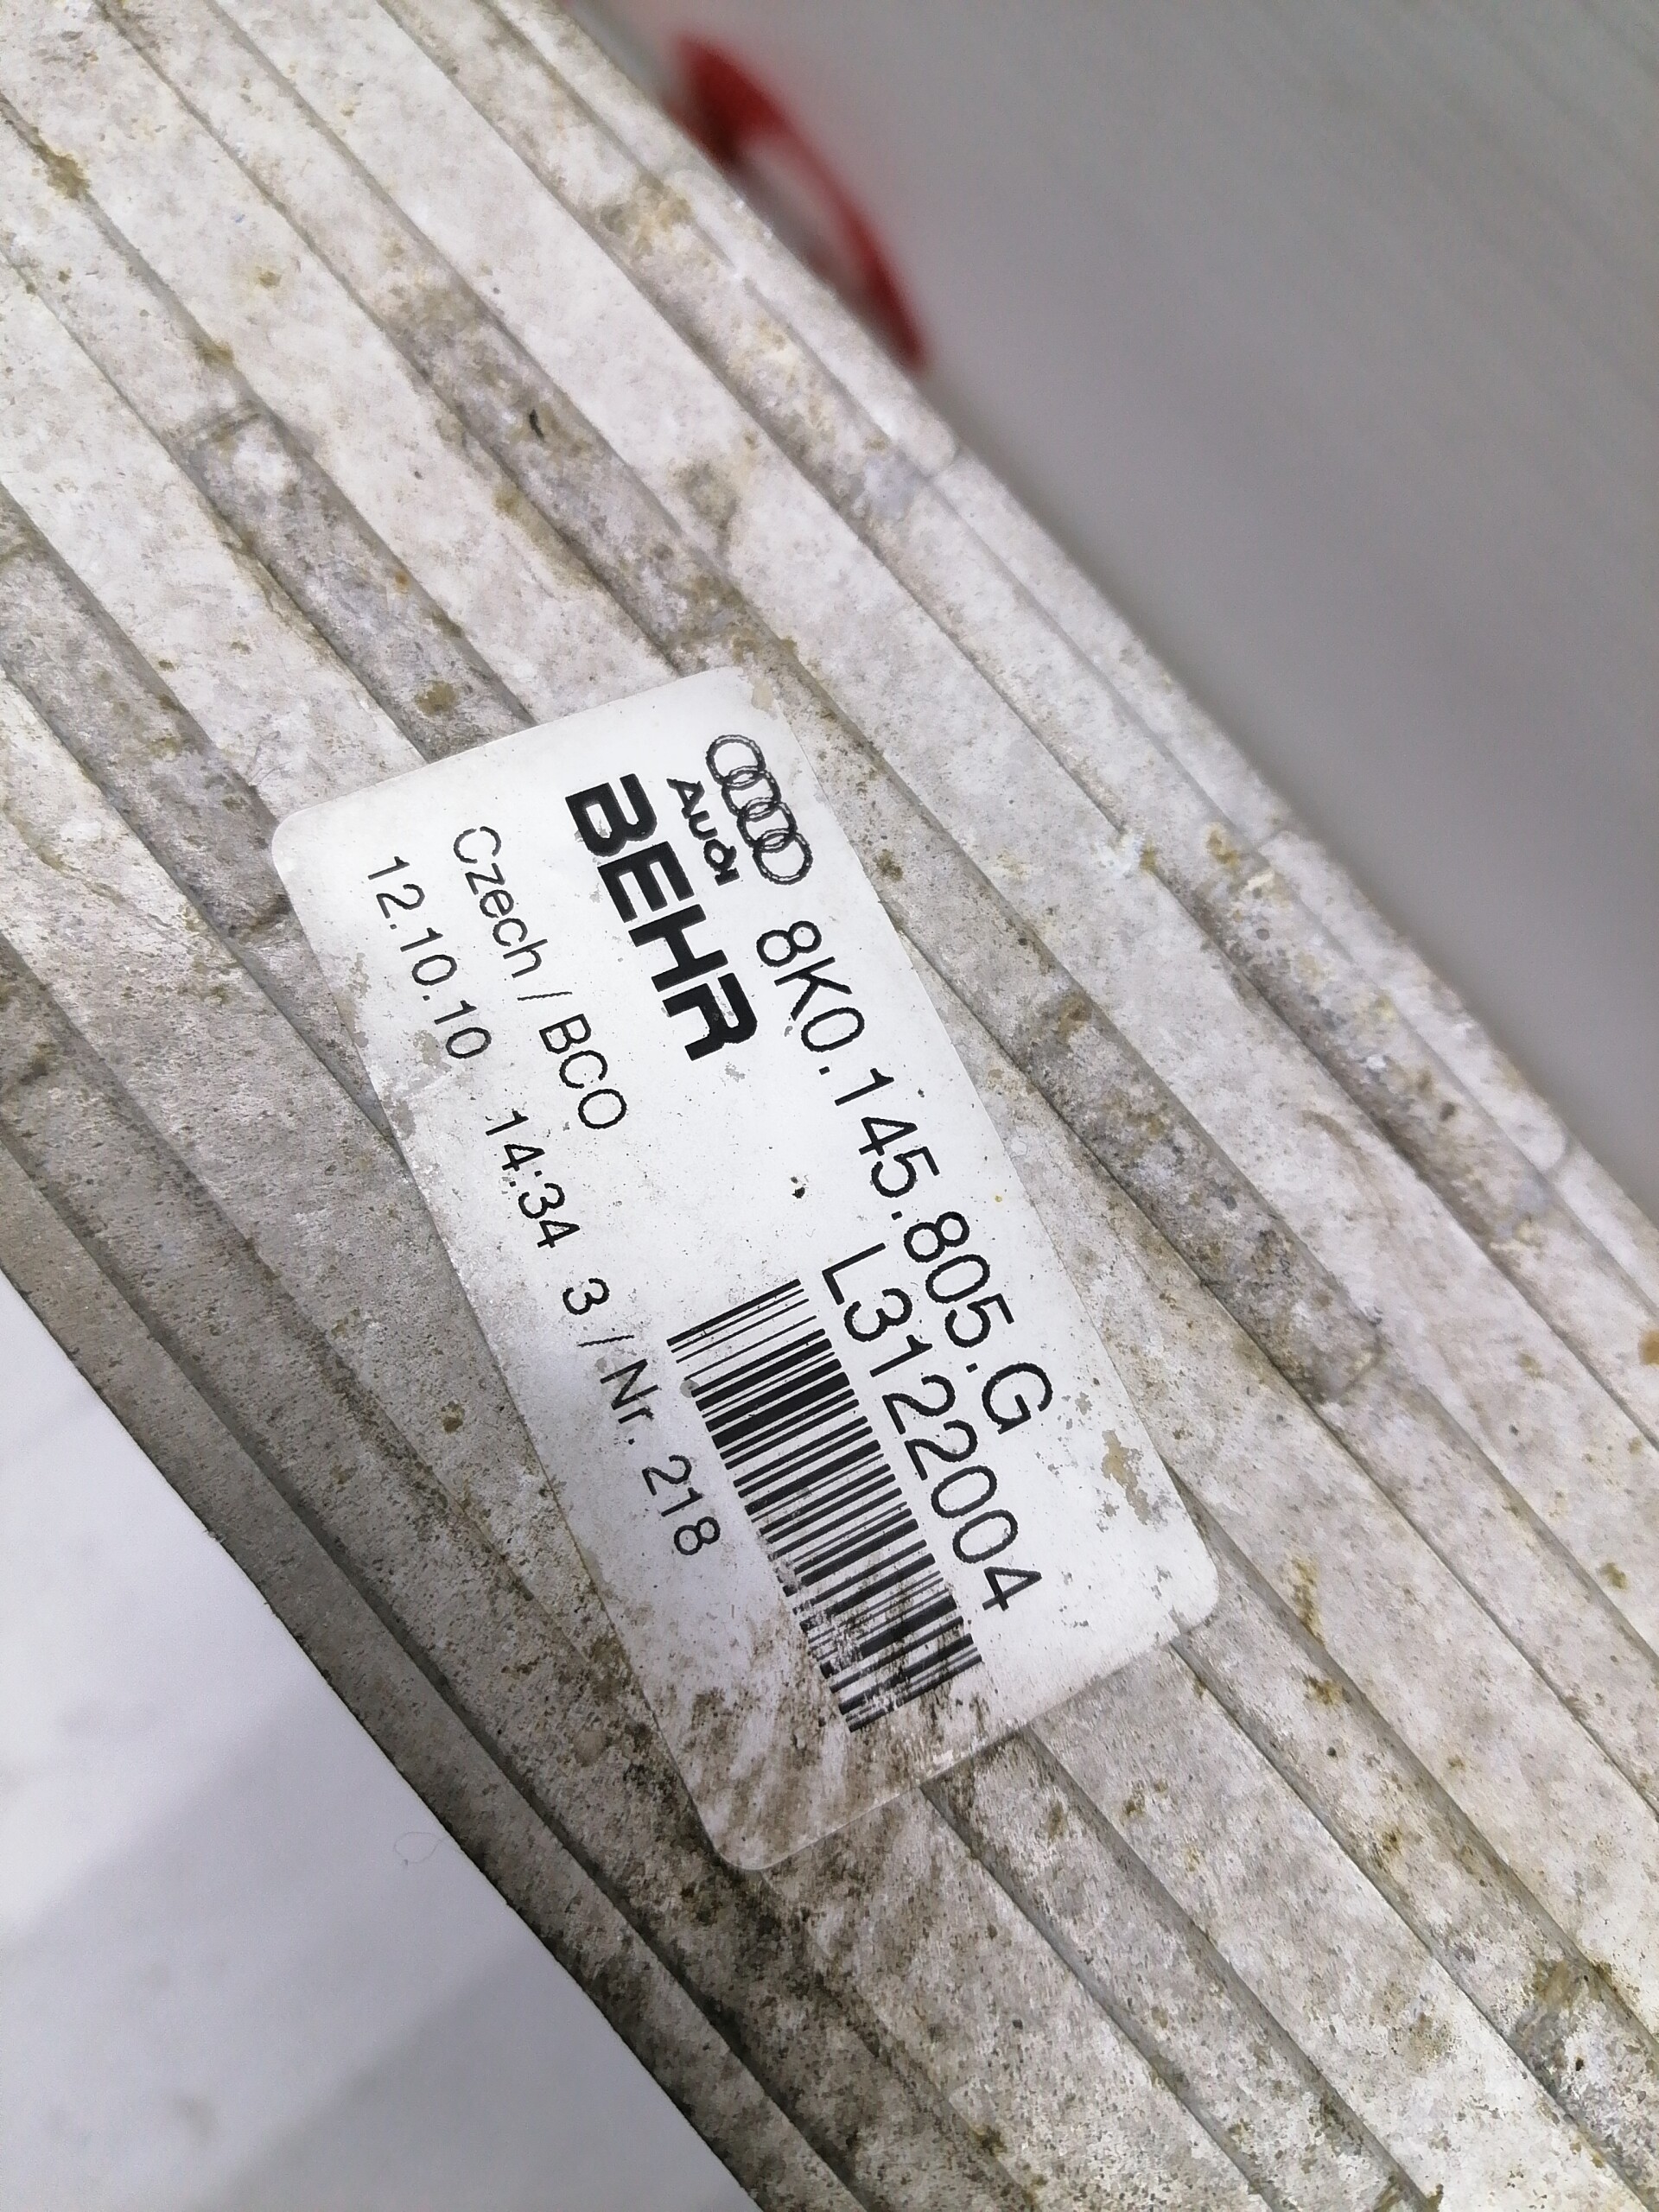 8K0.145.805.G
Audi
L3122004
BEHR
Czech / BCO
12.10.10 14:34 3 / Nr. 218